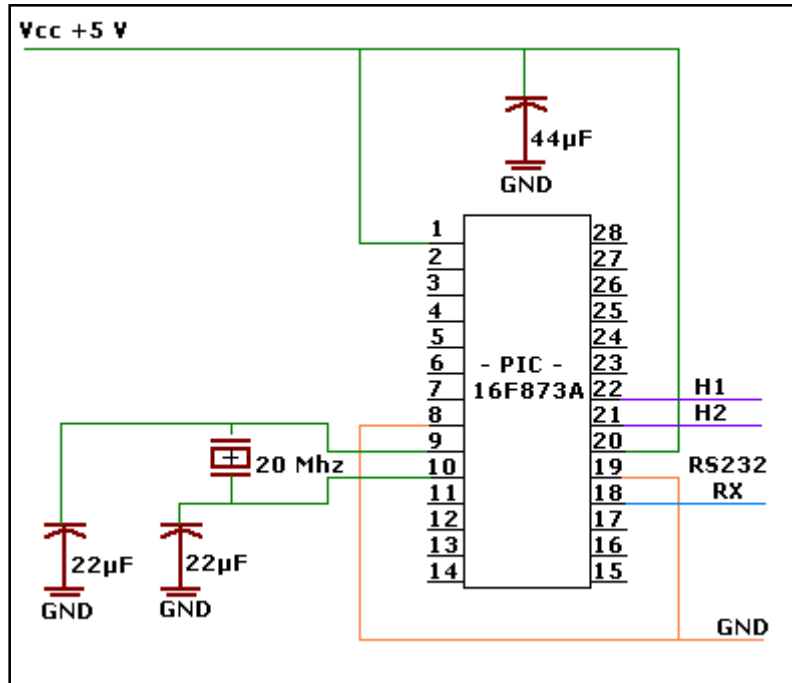 Vcc +5 V
44µF
GND
1
2
3
4
5
6
7
8
9
10
11
12
13
14
- PIC -
16F873A
28
27
26
25
24
23
22
21
20
19
18
17
16
15
H1
H2
RS232
RX
GND
20 Mhz
22µF
GND
22µF
GND